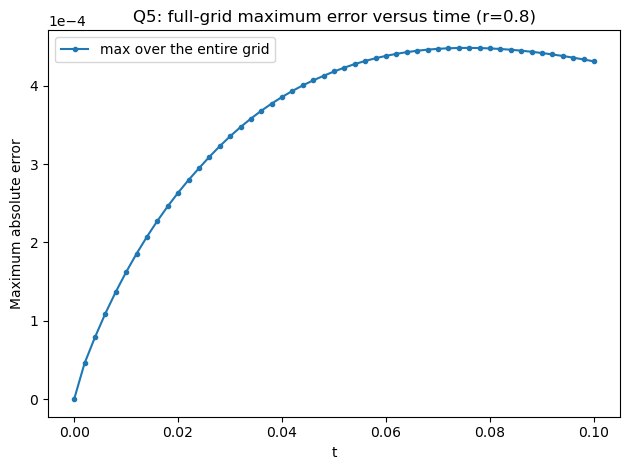 Q5: full-grid maximum error versus time (r=0.8)
1e−4
max over the entire grid
4
3
2
1
0
Maximum absolute error
0.00 0.02 0.04 0.06 0.08 0.10
t